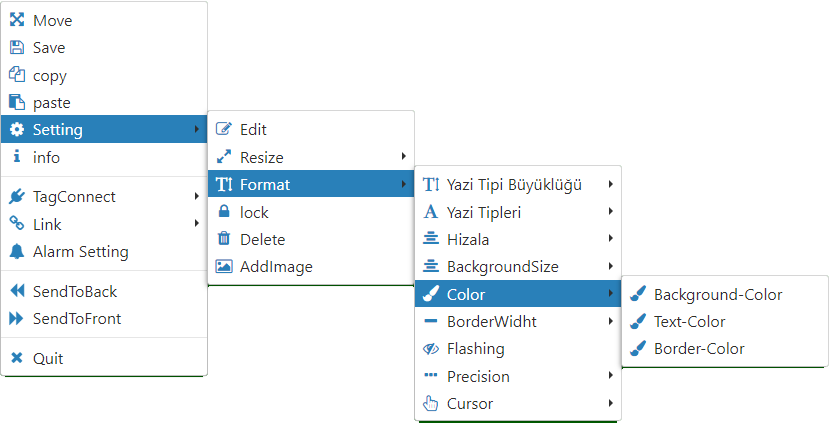 Move
Save
copy
paste
Setting
info
TagConnect
Link
Alarm Setting
SendToBack
SendToFront
Quit
Edit
Resize
Format
lock
Delete
AddImage
Yazi Tipi Büyüklüğü
Yazi Tipleri
Hizala
BackgroundSize
Color
BorderWidht
Flashing
Precision
Cursor
Background-Color
Text-Color
Border-Color